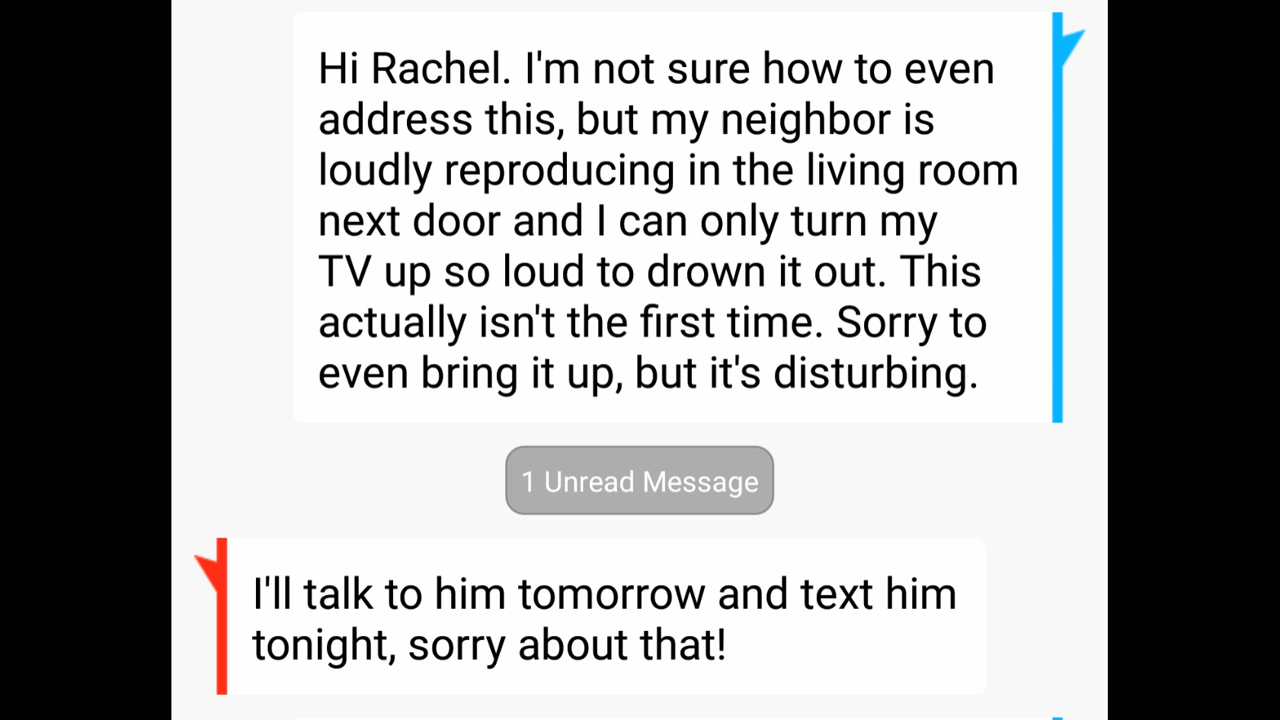 Hi Rachel. I'm not sure how to even
address this, but my neighbor is
loudly reproducing in the living room
next door and I can only turn my
TV up so loud to drown it out. This
actually isn't the first time. Sorry to
even bring it up, but it's disturbing.
1 Unread Message
I'll talk to him tomorrow and text him
tonight, sorry about that!